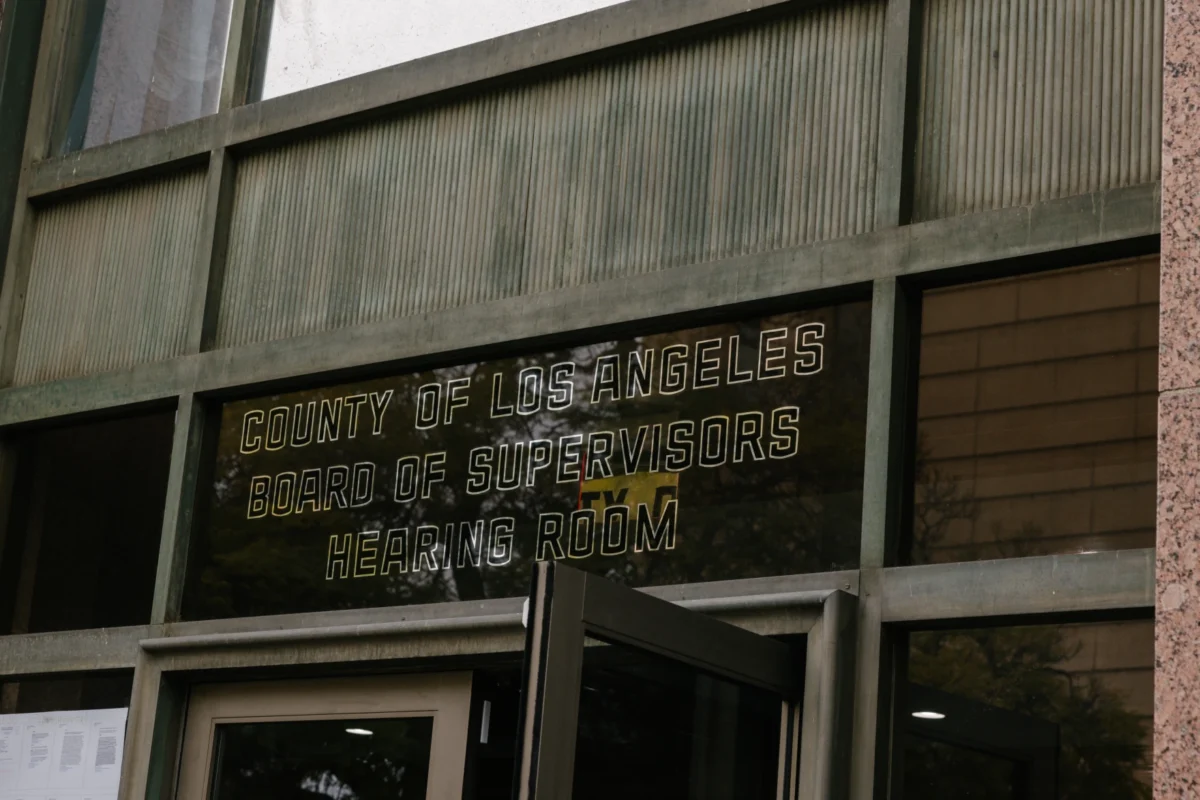 COUNTY OF LOS ANGELES
BOARD OF SUPERVISORS
HEARING ROOM